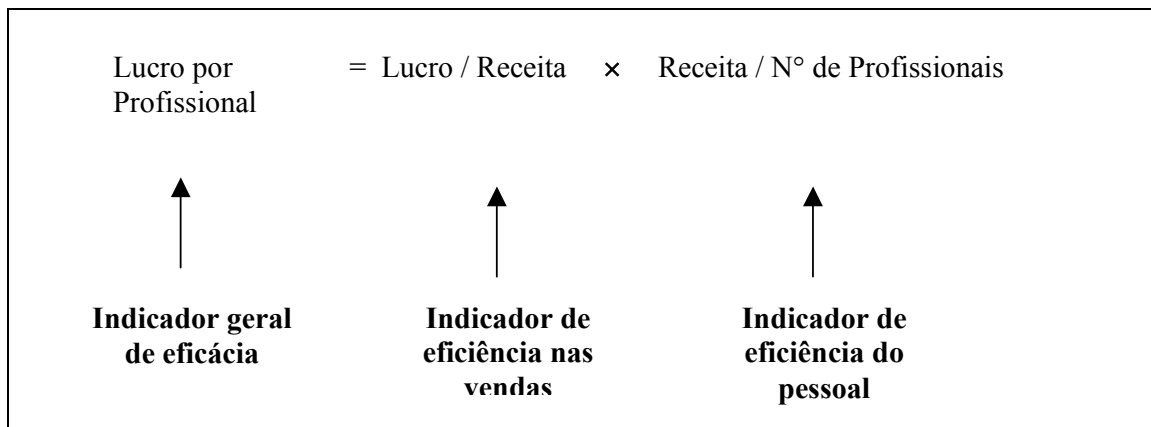 Lucro por = Lucro / Receita × Receita / N° de Profissionais
Profissional
Indicador geral
de eficácia
Indicador de
eficiência nas
vendas
Indicador de
eficiência do
pessoal